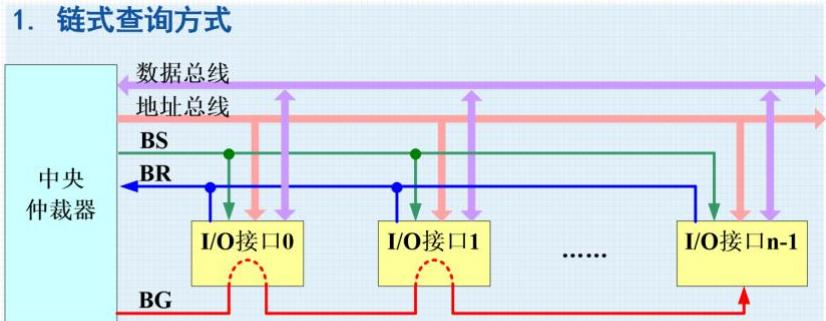 1. 链式查询方式
数据总线
地址总线
BS
BR
中央
仲裁器
I/O接口0
I/O接口1
……
I/O接口n-1
BG